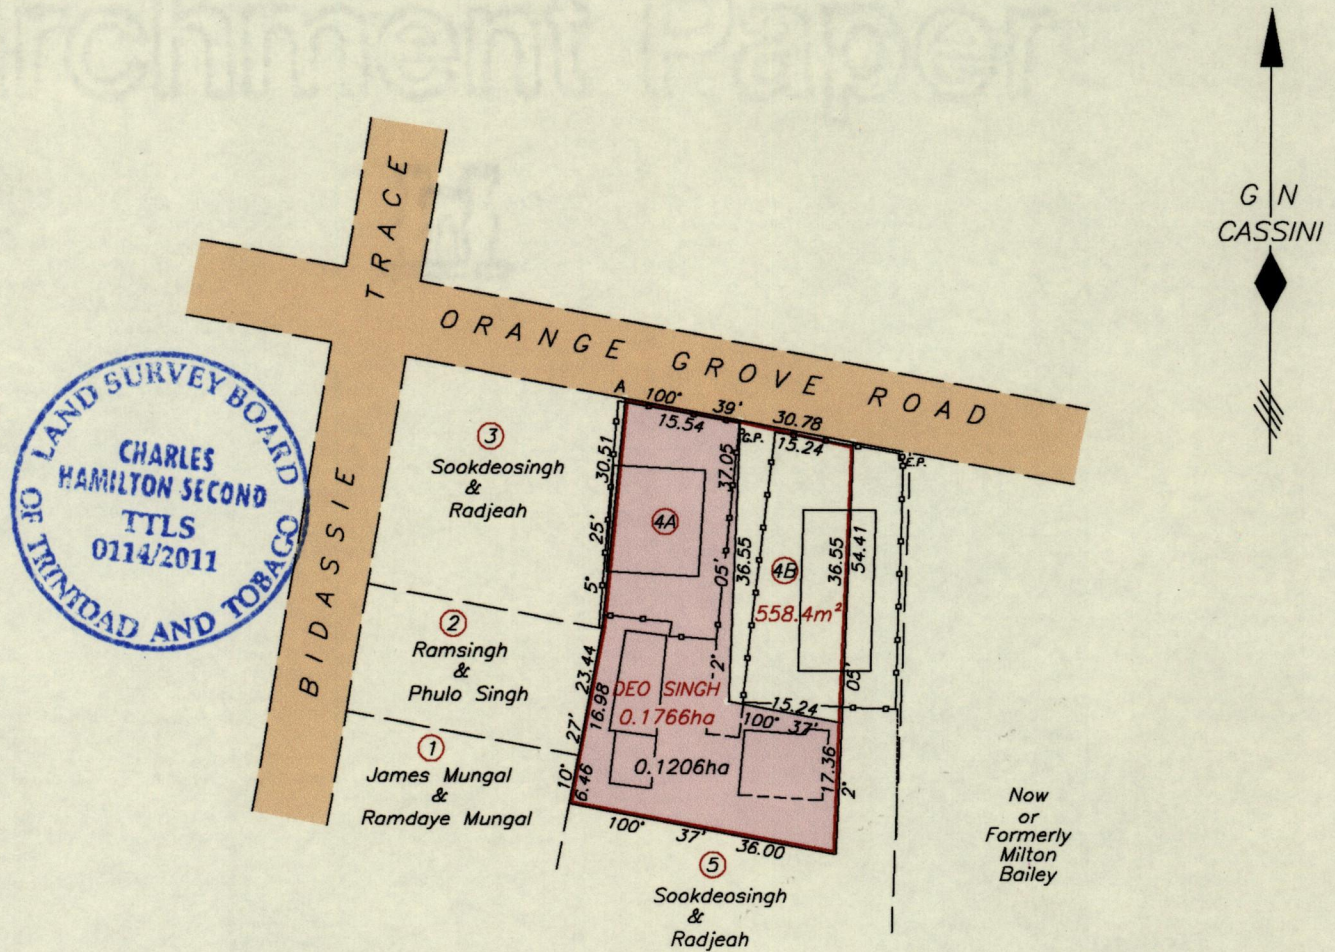 archment Paper
G N
CASSINI
TRACE
ORANGE GROVE ROAD
BIDASSIE
LAND SURVEY BOARD
CHARLES
HAMILTON SECOND
TTLS
0114/2011
OF TRINIDAD AND TOBAGO
A
100° 39' 30.78
15.54
15.24
G.P.
E.P.
3
Sookdeosingh
&
Radjeah
5° 25' 30.51
4A
37.05
2° 05'
36.55
4B
558.4m²
36.55
54.41
2° 05'
17.36
15.24
100° 37'
2
Ramsingh
&
Phulo Singh
10° 27' 23.44
16.98
6.46
DEO SINGH
0.1766ha
0.1206ha
1
James Mungal
&
Ramdaye Mungal
100° 37' 36.00
5
Sookdeosingh
&
Radjeah
Now
or
Formerly
Milton
Bailey